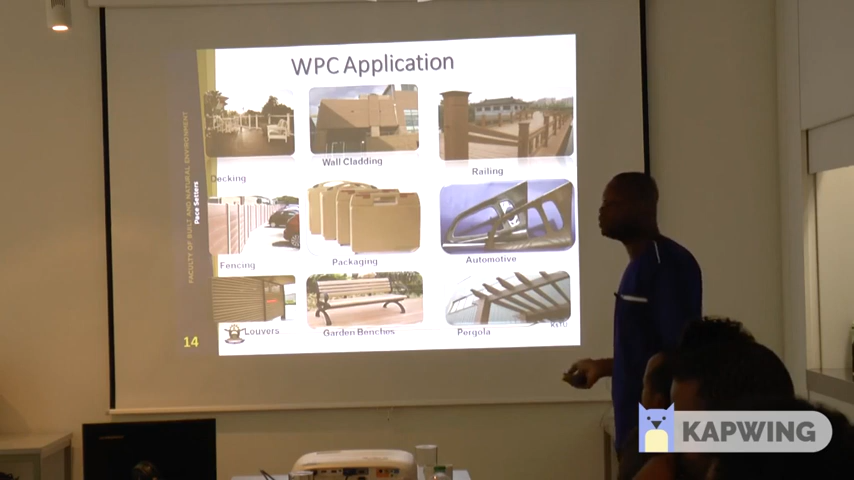 WPC Application
FACULTY OF BUILT AND NATURAL ENVIRONMENT
Pace Setters
Decking
Wall Cladding
Railing
Fencing
Packaging
Automotive
Louvers
Garden Benches
Pergola
14
KAPWING